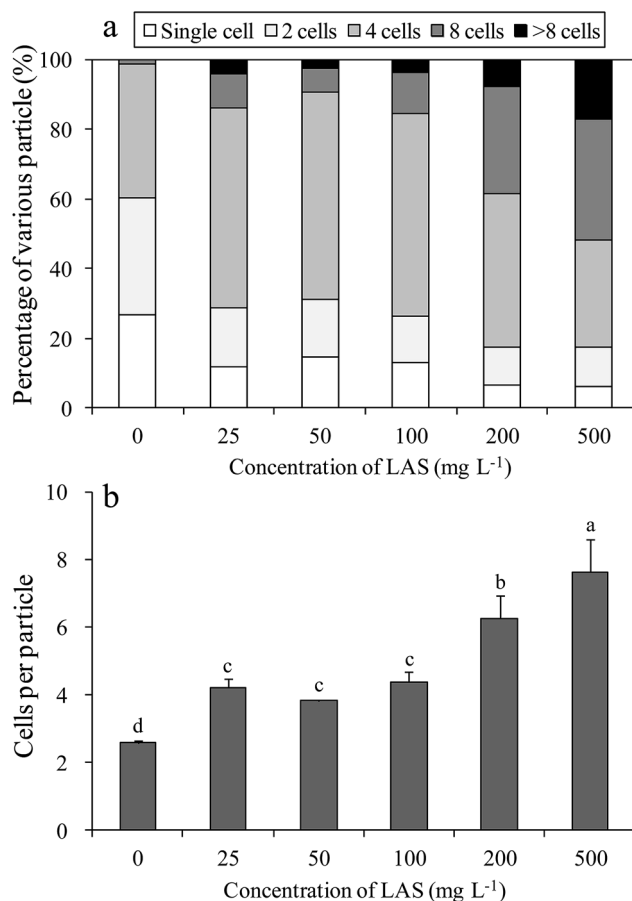 Single cell 2 cells 4 cells 8 cells >8 cells
a
Percentage of various particle (%)
100
80
60
40
20
0
0 25 50 100 200 500
Concentration of LAS (mg L⁻¹)
b
Cells per particle
10
8
6
4
2
0
d c c c b a
0 25 50 100 200 500
Concentration of LAS (mg L⁻¹)